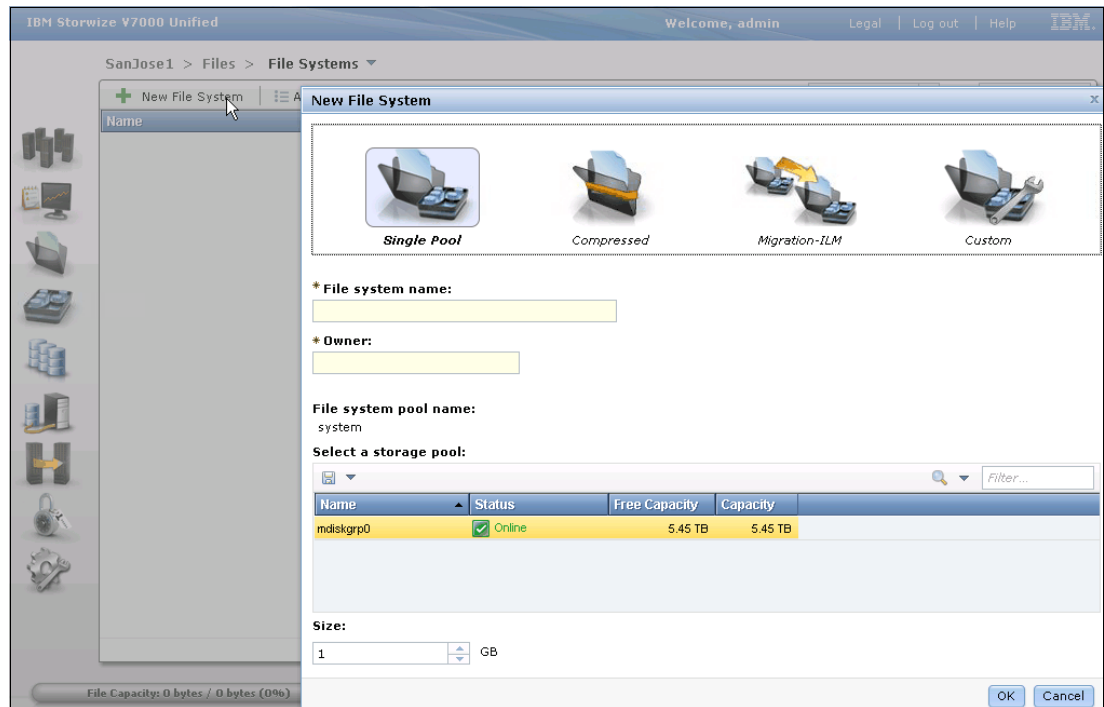 IBM Storwize V7000 Unified Welcome, admin Legal | Log out | Help IBM.
SanJose1 > Files > File Systems
New File System A
Name
New File System x
Single Pool Compressed Migration-ILM Custom
* File system name:
* Owner:
File system pool name:
system
Select a storage pool:
Filter...
Name Status Free Capacity Capacity
mdiskgrp0 Online 5.45 TB 5.45 TB
Size:
1 GB
File Capacity: 0 bytes / 0 bytes (0%)
OK Cancel